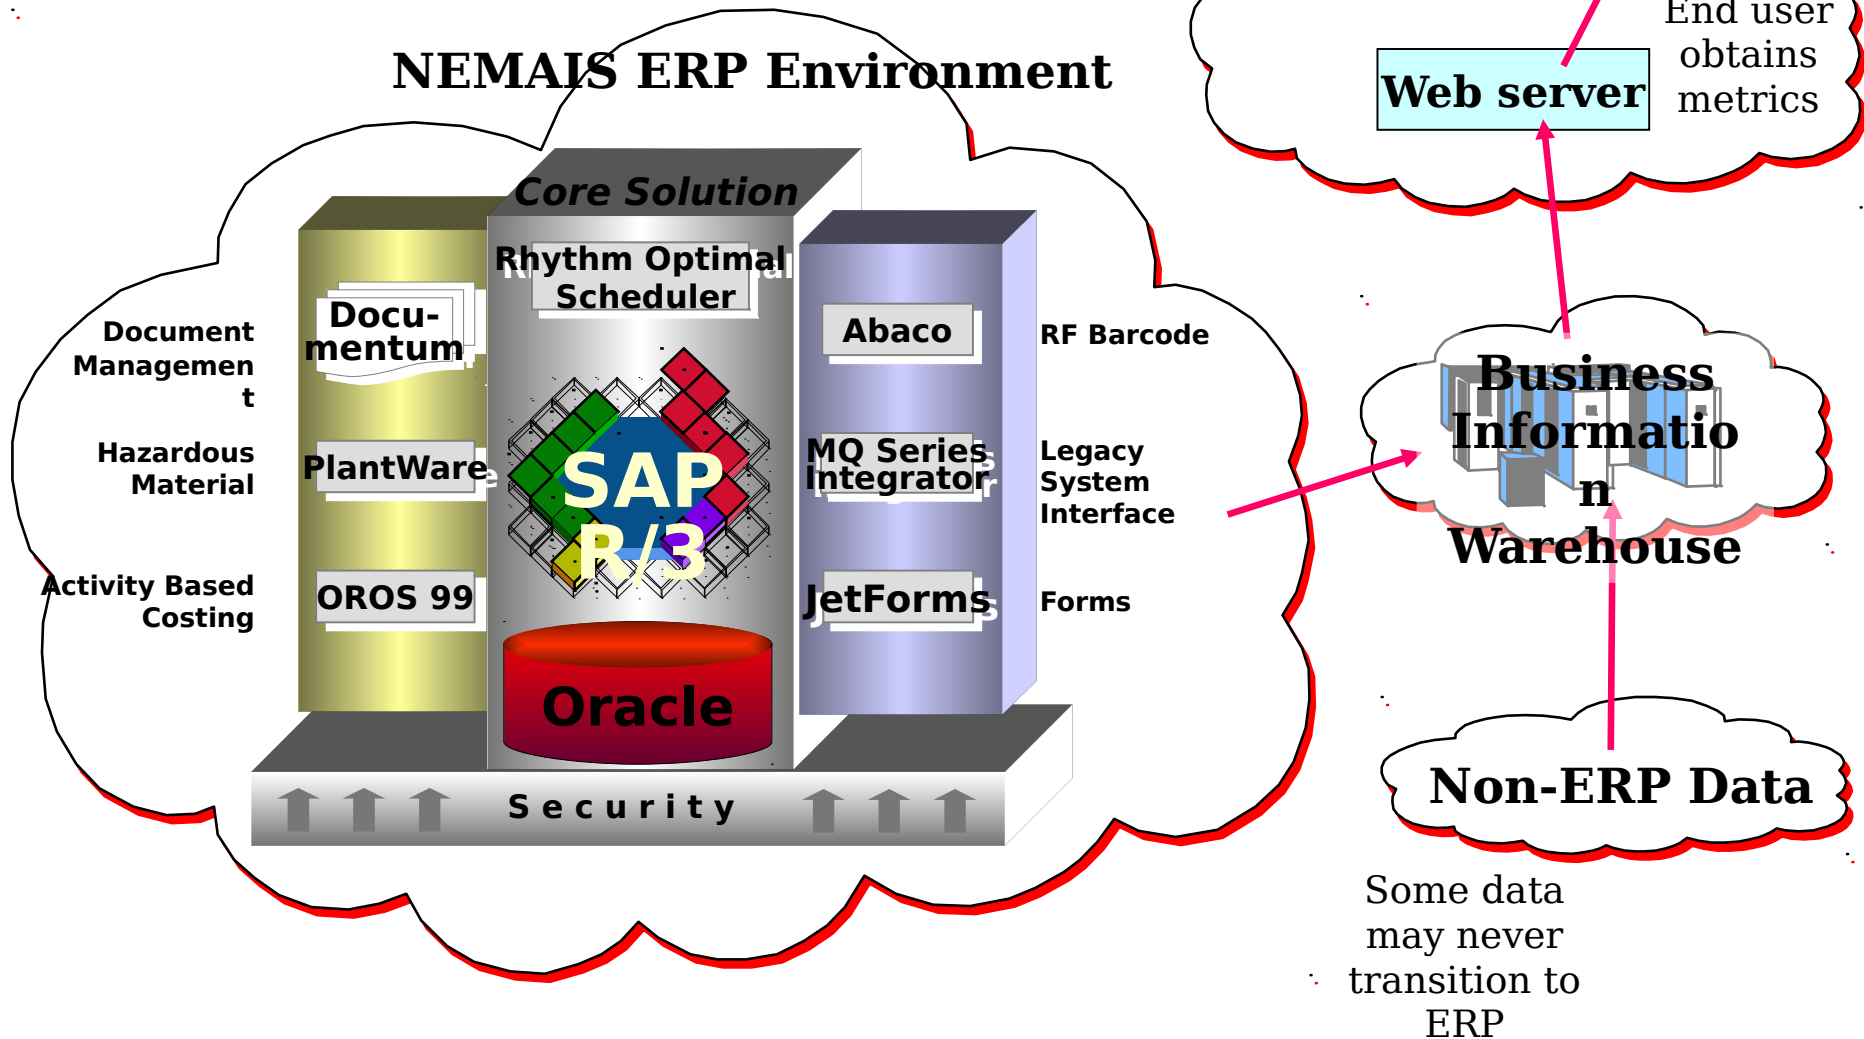 NEMAIS ERP Environment
Core Solution
Rhythm Optimal
Scheduler
Docu-
mentum
Document
Managemen
t
PlantWare
Hazardous
Material
OROS 99
Activity Based
Costing
SAP
R/3
Oracle
Abaco
RF Barcode
MQ Series
Integrator
Legacy
System
Interface
JetForms
Forms
Security
End user
obtains
metrics
Web server
Business
Informatio
n
Warehouse
Non-ERP Data
Some data
may never
transition to
ERP